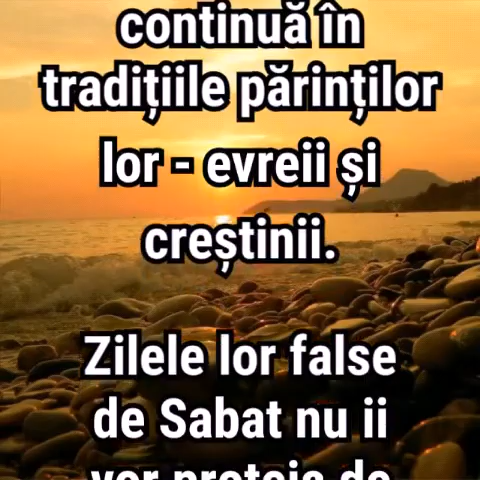 continuă în
tradițiile părinților
lor - evreii și
creștinii.
Zilele lor false
de Sabat nu ii
vor proteja de